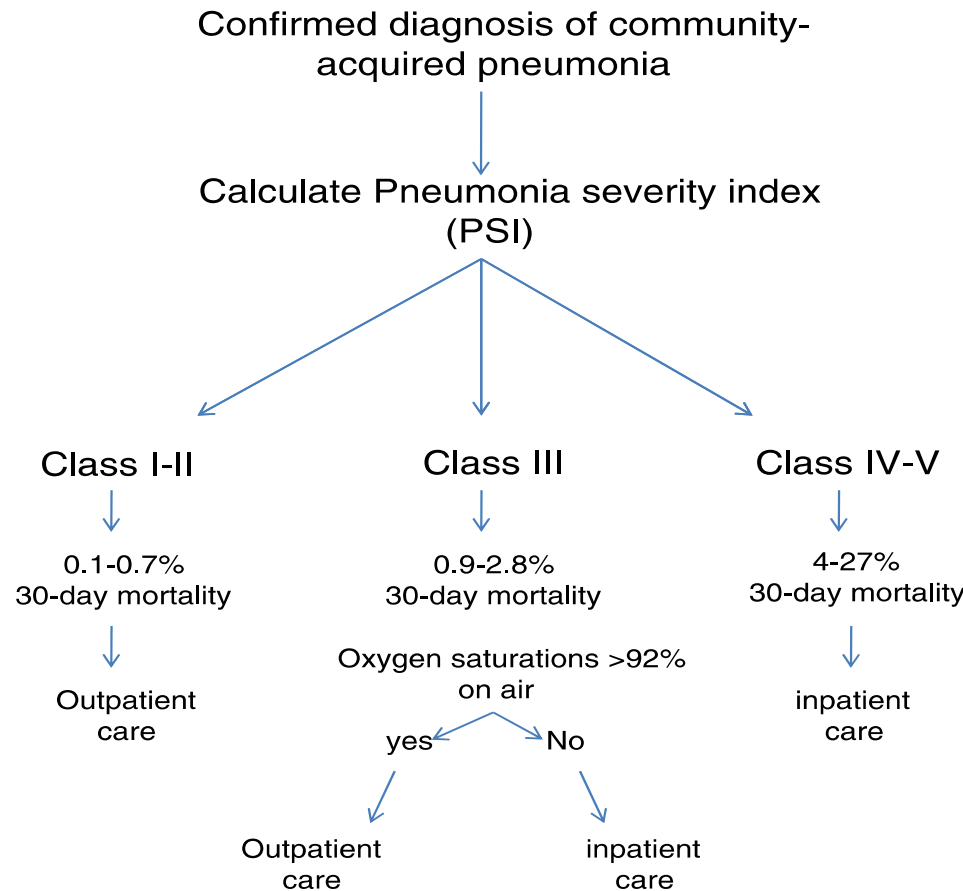 Confirmed diagnosis of community-
acquired pneumonia
Calculate Pneumonia severity index
(PSI)
Class I-II
Class III
Class IV-V
0.1-0.7%
30-day mortality
0.9-2.8%
30-day mortality
4-27%
30-day mortality
Oxygen saturations >92%
on air
Outpatient
care
inpatient
care
yes
No
Outpatient
care
inpatient
care